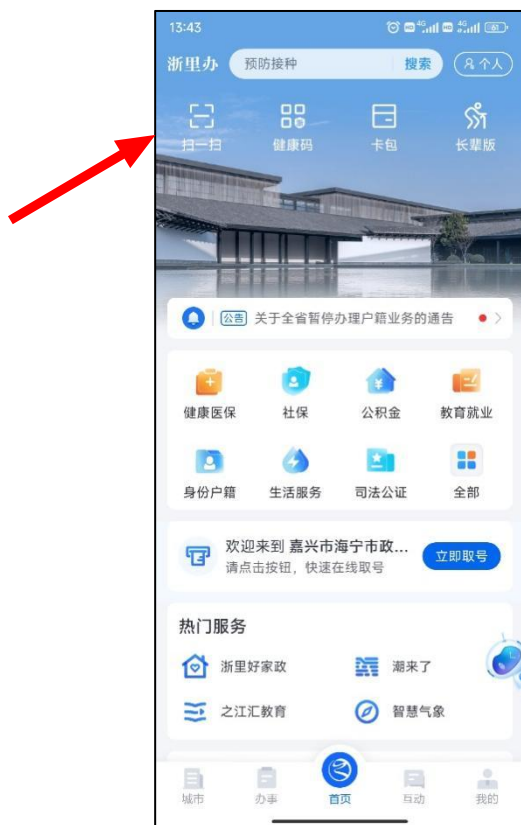 13:43 4G 4G 61
浙里办 预防接种 搜索 个人
扫一扫 健康码 卡包 长辈版
公告 关于全省暂停办理户籍业务的通告
健康医保 社保 公积金 教育就业
身份户籍 生活服务 司法公证 全部
欢迎来到 嘉兴市海宁市政... 立即取号
请点击按钮，快速在线取号
热门服务
浙里好家政 潮来了
之江汇教育 智慧气象
城市 办事 首页 互动 我的